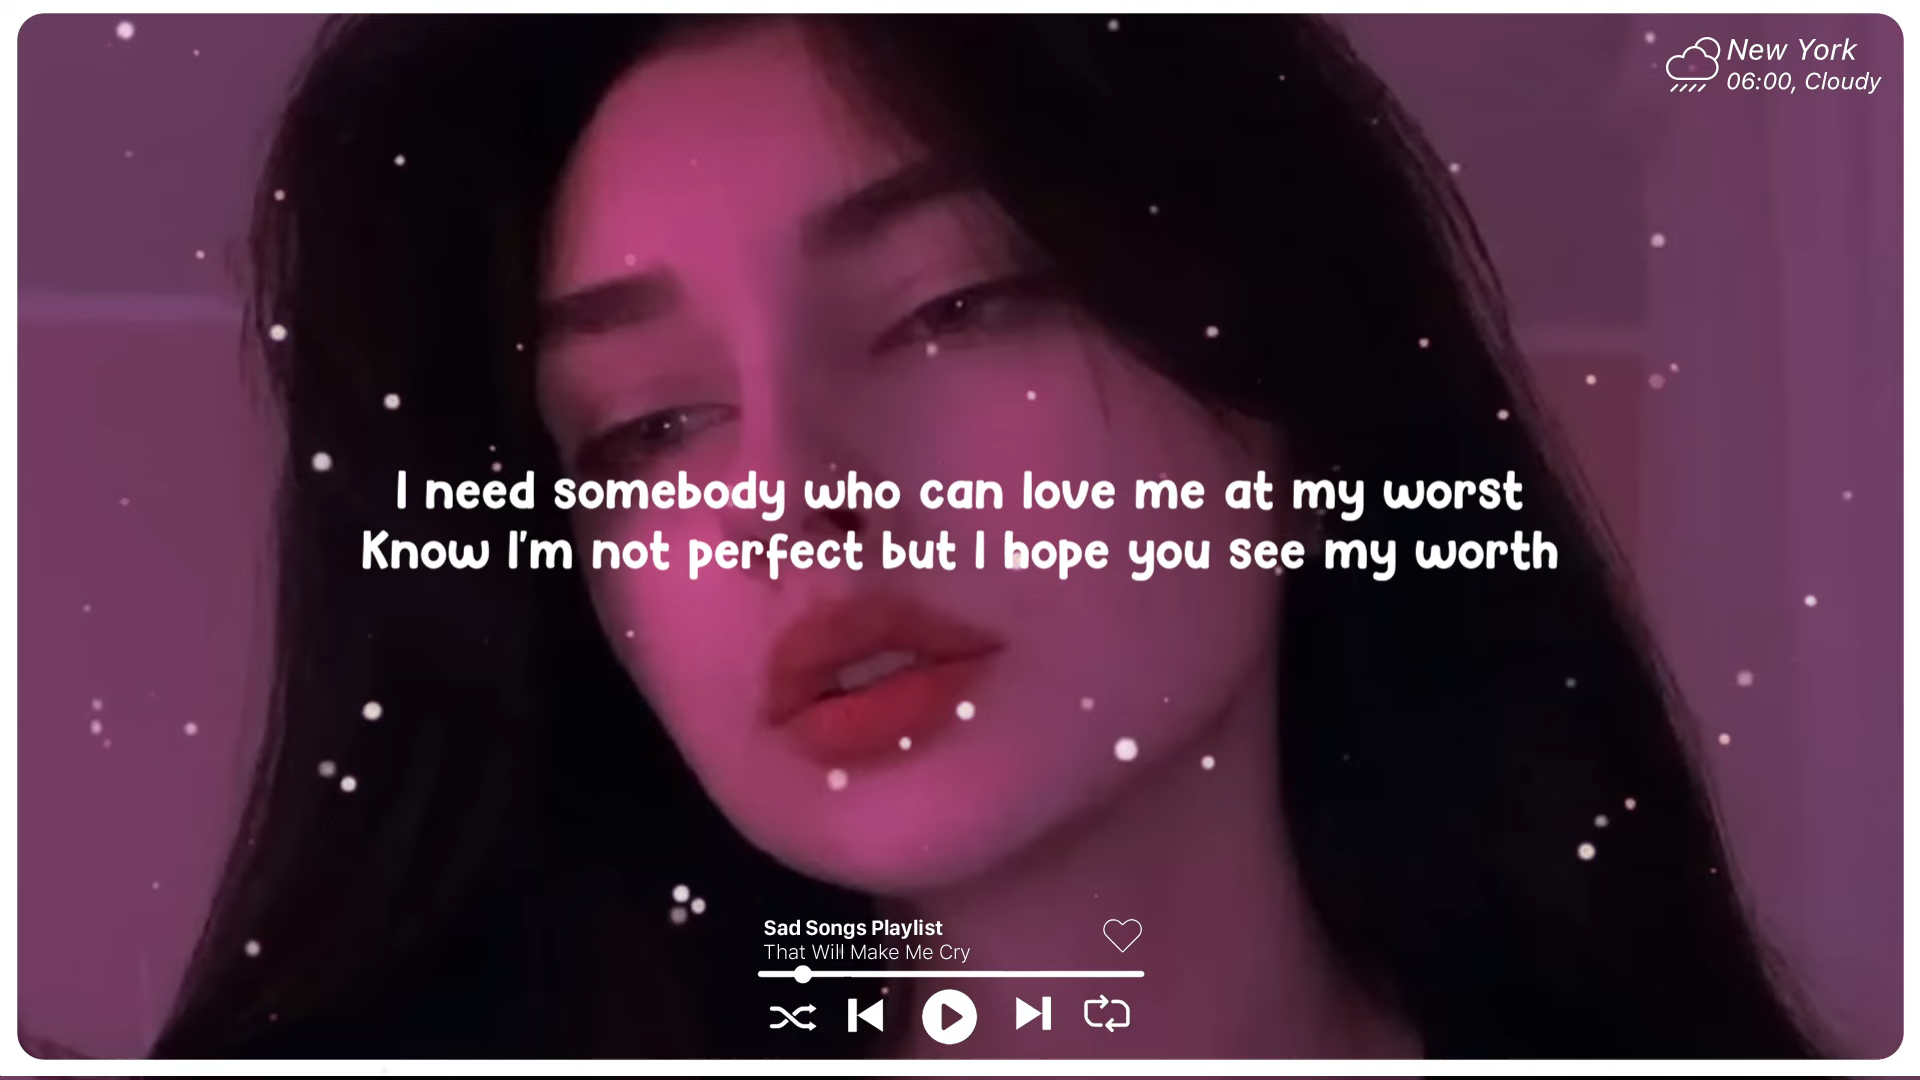 New York
06:00, Cloudy
I need somebody who can love me at my worst
Know I'm not perfect but I hope you see my worth
Sad Songs Playlist
That Will Make Me Cry